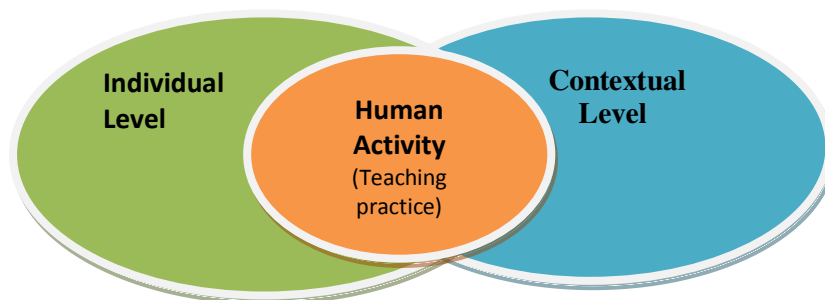 Individual
Level
Human
Activity
(Teaching
practice)
Contextual
Level